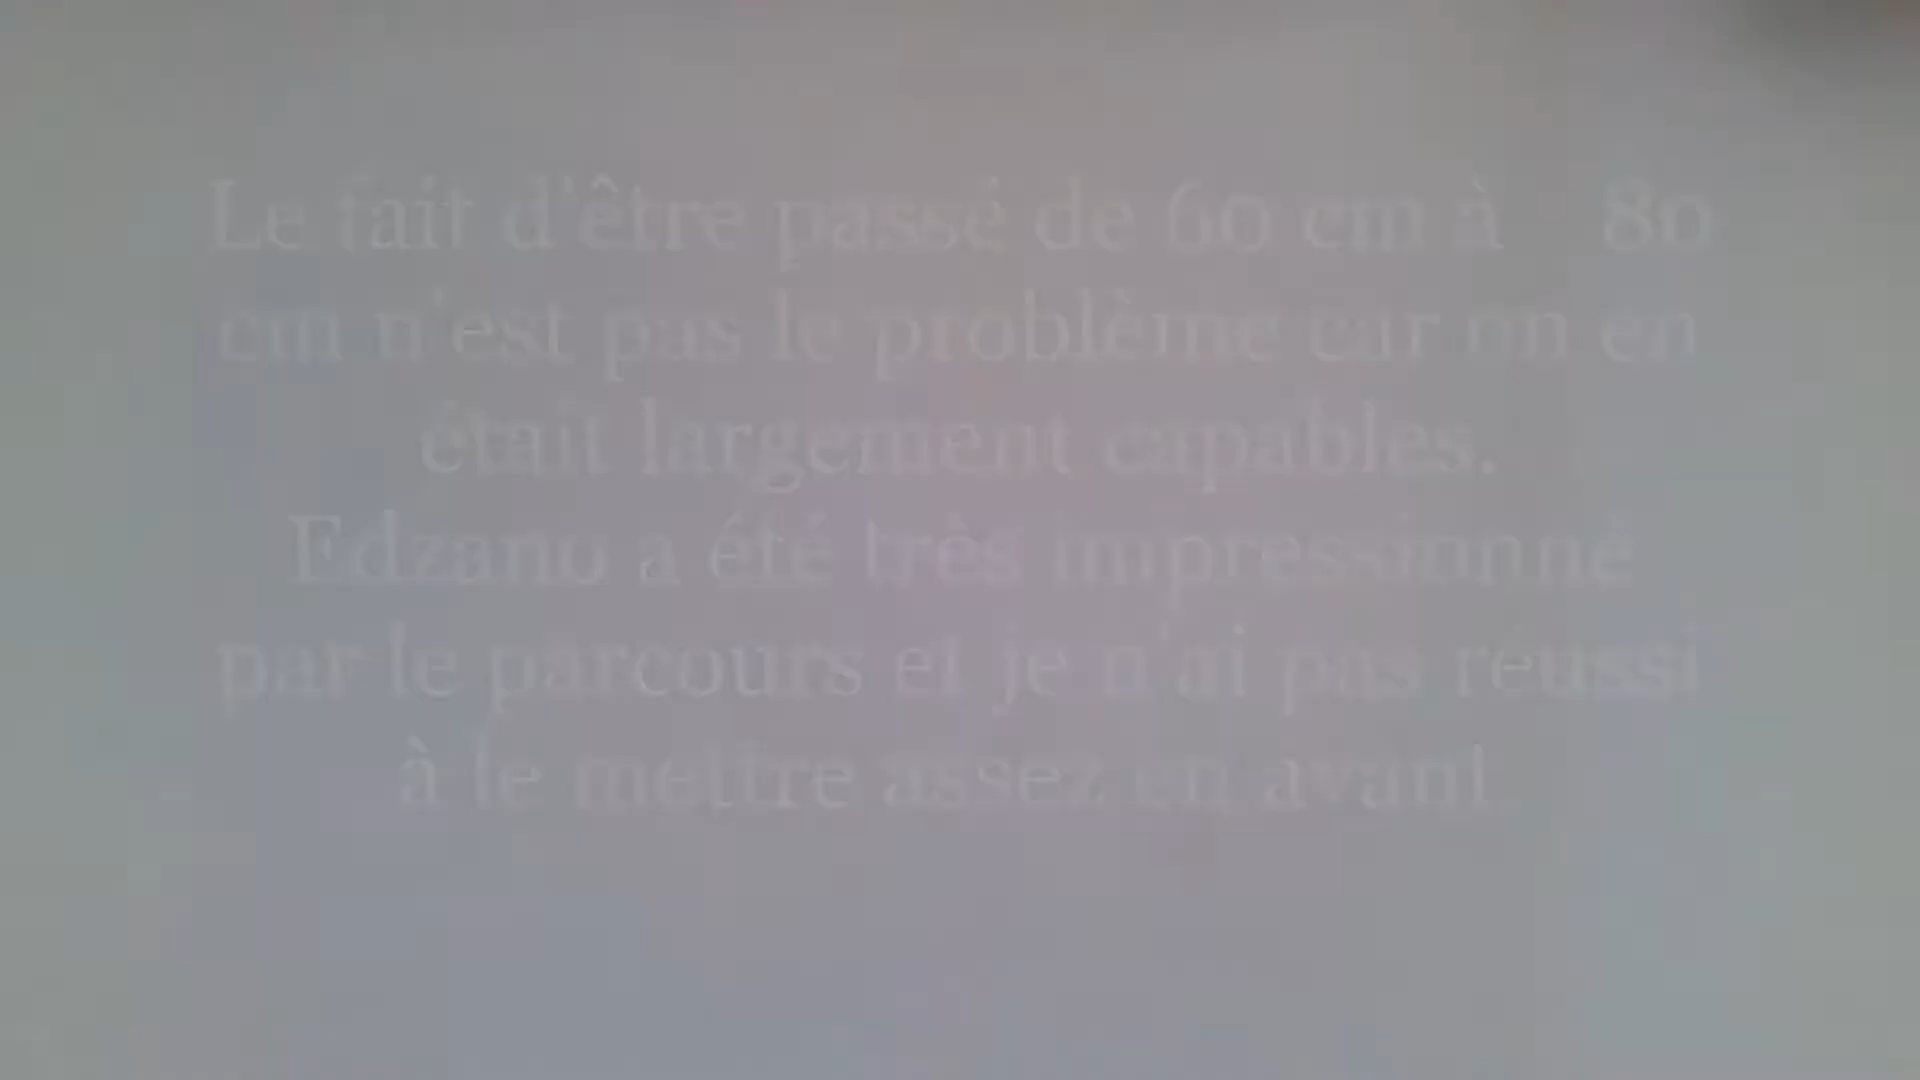 Le fait d'être passé de 60 cm à 80
cm n'est pas le problème car on en
était largement capables.
Edzano a été très impressionné
par le parcours et je n'ai pas réussi
à le mettre assez en avant.